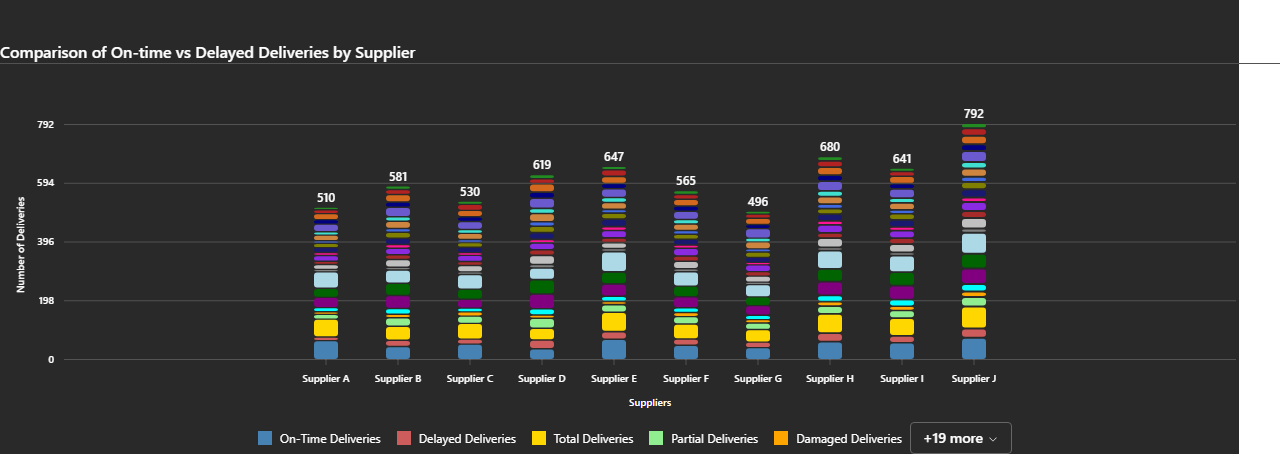 Comparison of On-time vs Delayed Deliveries by Supplier
792
594
396
198
0
Number of Deliveries
510
581
530
619
647
565
496
680
641
792
Supplier A
Supplier B
Supplier C
Supplier D
Supplier E
Supplier F
Supplier G
Supplier H
Supplier I
Supplier J
Suppliers
On-Time Deliveries
Delayed Deliveries
Total Deliveries
Partial Deliveries
Damaged Deliveries
+19 more